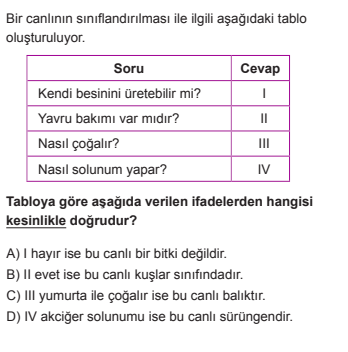 Bir canlının sınıflandırılması ile ilgili aşağıdaki tablo
oluşturuluyor.
Soru Cevap
Kendi besinini üretebilir mi? I
Yavru bakımı var mıdır? II
Nasıl çoğalır? III
Nasıl solunum yapar? IV
Tabloya göre aşağıda verilen ifadelerden hangisi
kesinlikle doğrudur?
A) I hayır ise bu canlı bir bitki değildir.
B) II evet ise bu canlı kuşlar sınıfındadır.
C) III yumurta ile çoğalır ise bu canlı balıktır.
D) IV akciğer solunumu ise bu canlı sürüngendir.